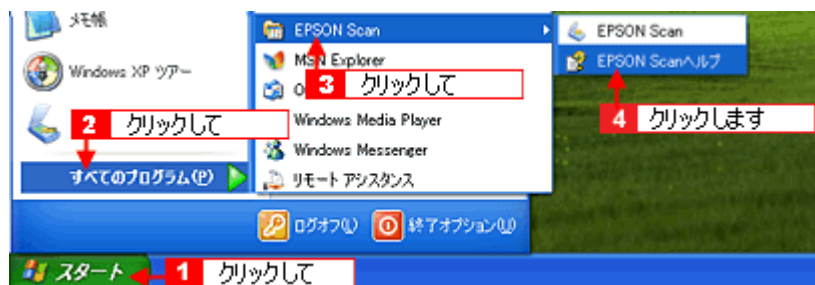 メモ帳
Windows XP ツアー
2 クリックして
すべてのプログラム(P)
EPSON Scan
MSN Explorer
3 クリックして
Windows Media Player
Windows Messenger
リモート アシスタンス
EPSON Scan
EPSON Scanヘルプ
4 クリックします
ログオフ(L)
終了オプション(U)
スタート
1 クリックして